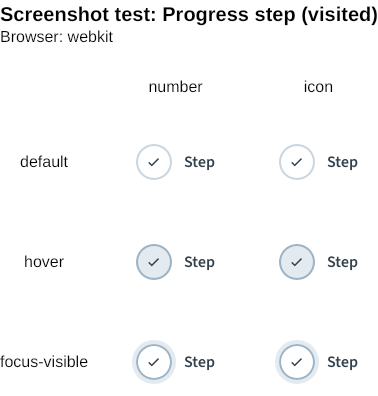 Screenshot test: Progress step (visited)
Browser: webkit
number icon
default Step Step
hover Step Step
focus-visible Step Step